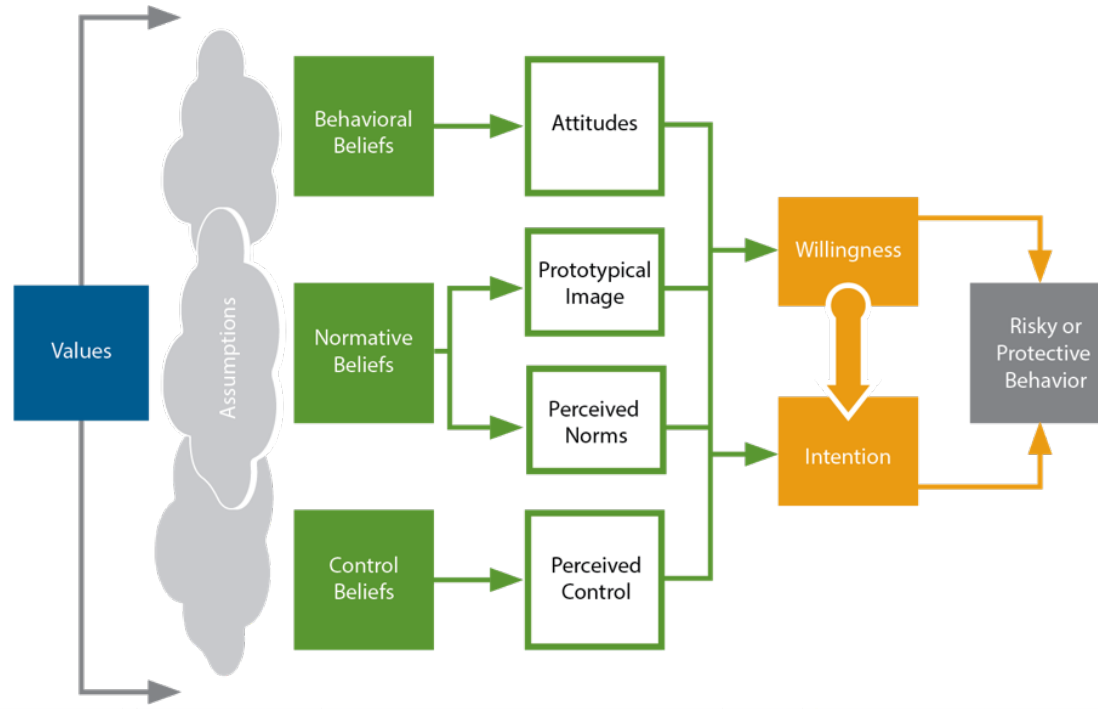 Values
Assumptions
Behavioral
Beliefs
Attitudes
Normative
Beliefs
Prototypical
Image
Perceived
Norms
Control
Beliefs
Perceived
Control
Willingness
Intention
Risky or
Protective
Behavior